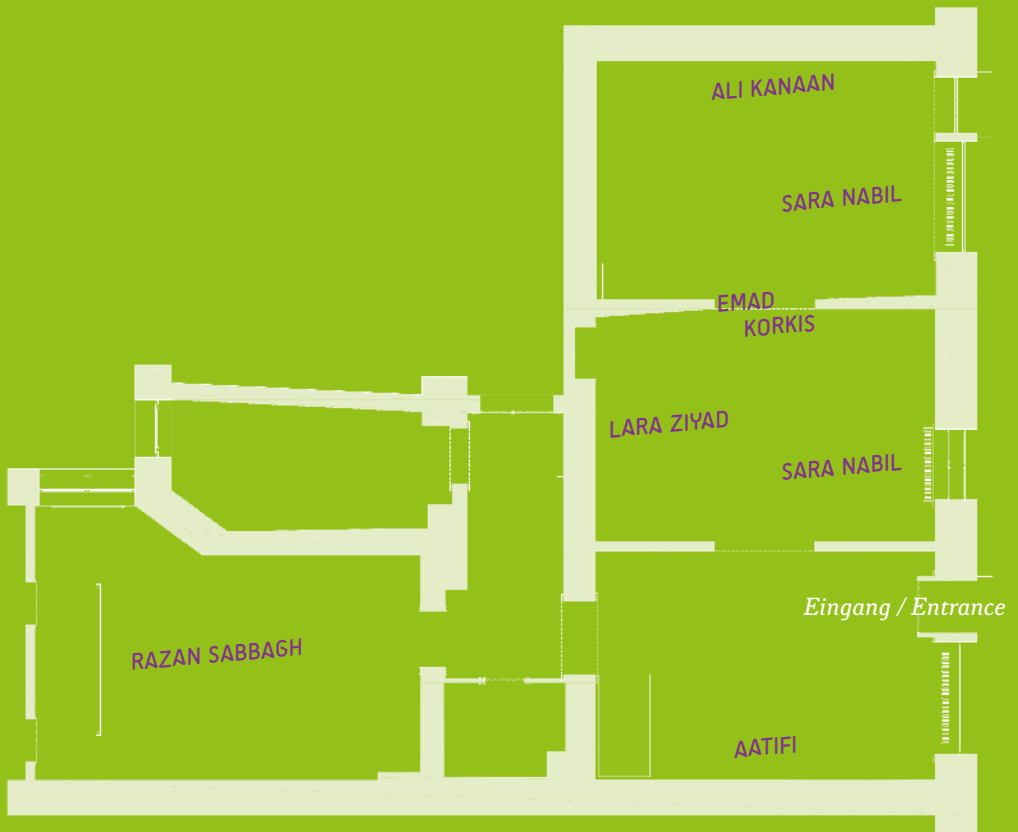 ALI KANAAN
SARA NABIL
EMAD
KORKIS
LARA ZIYAD
SARA NABIL
Eingang / Entrance
RAZAN SABBAGH
AATIFI